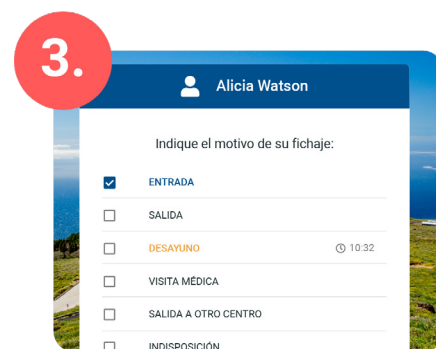 3.
Alicia Watson
Indique el motivo de su fichaje:
ENTRADA
SALIDA
DESAYUNO 10:32
VISITA MÉDICA
SALIDA A OTRO CENTRO
INDISPOSICIÓN